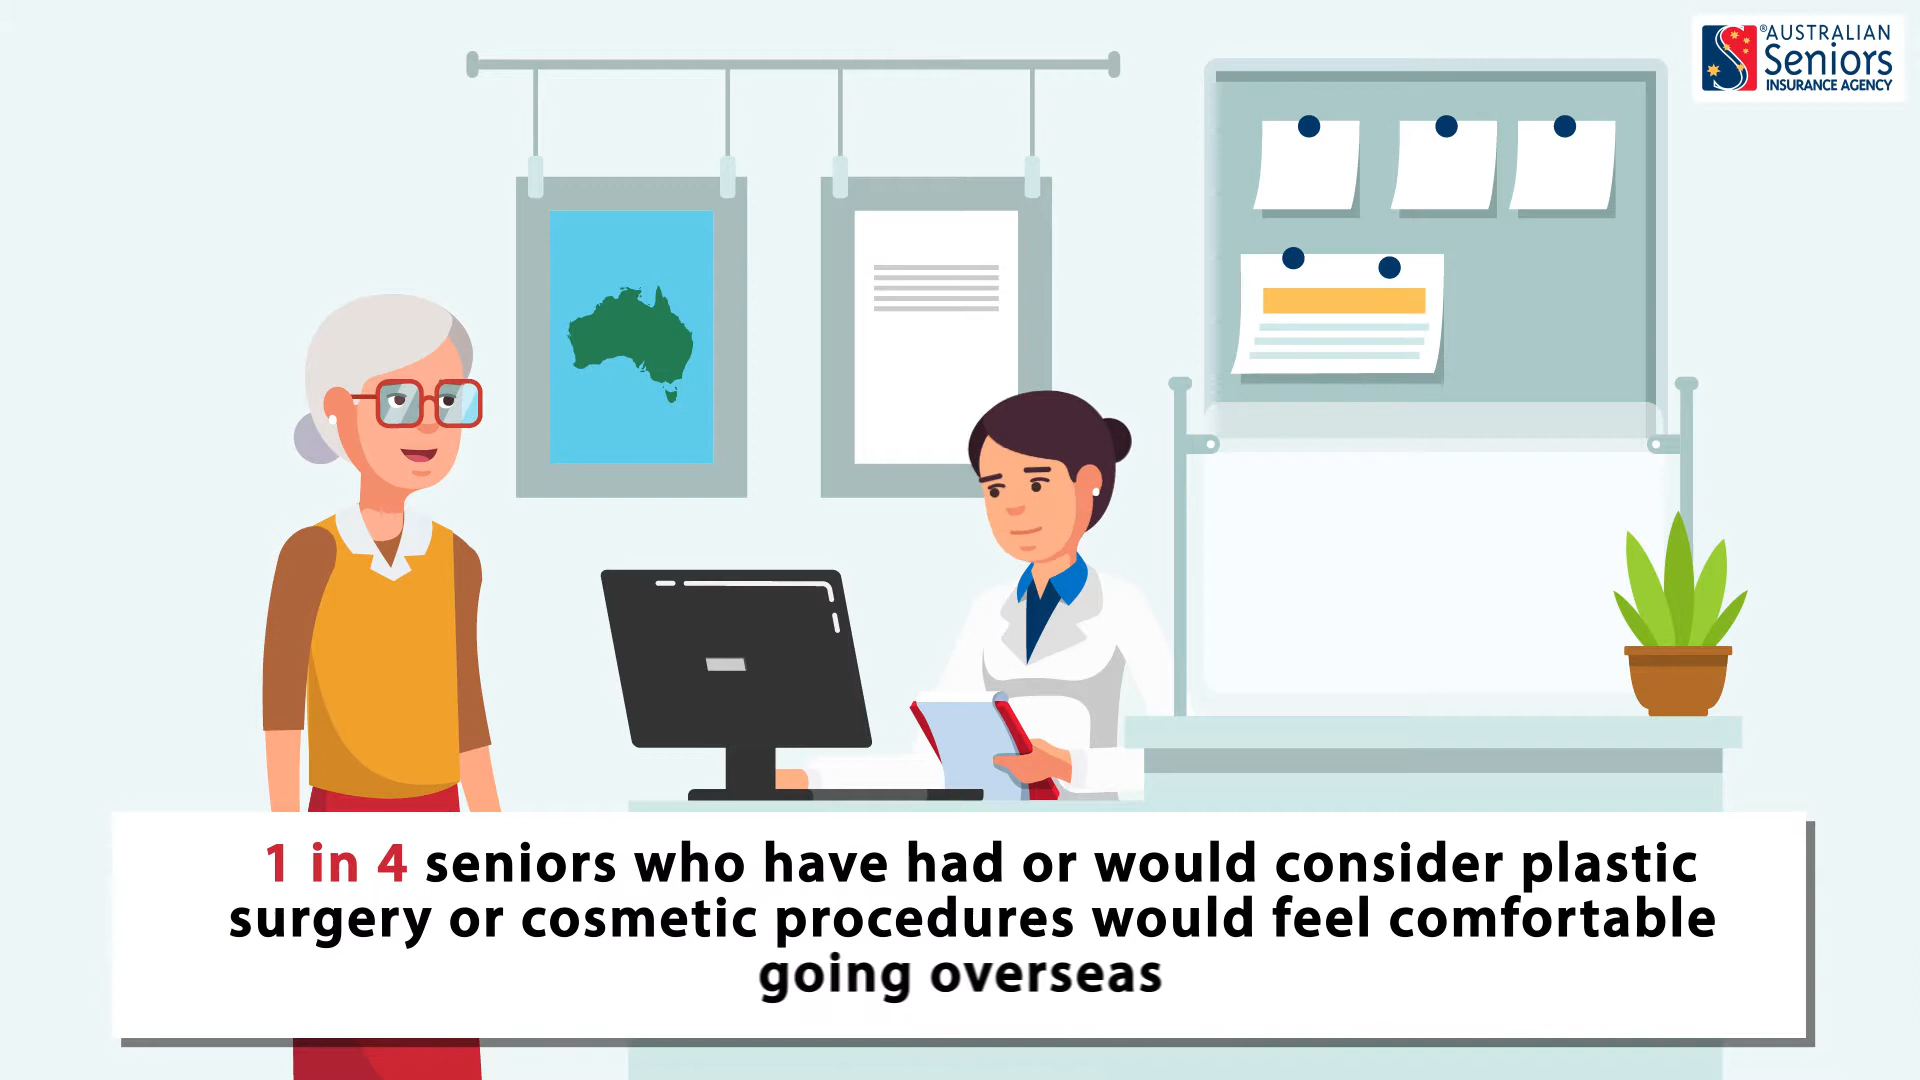 ®AUSTRALIAN
Seniors
INSURANCE AGENCY
1 in 4 seniors who have had or would consider plastic
surgery or cosmetic procedures would feel comfortable
going overseas